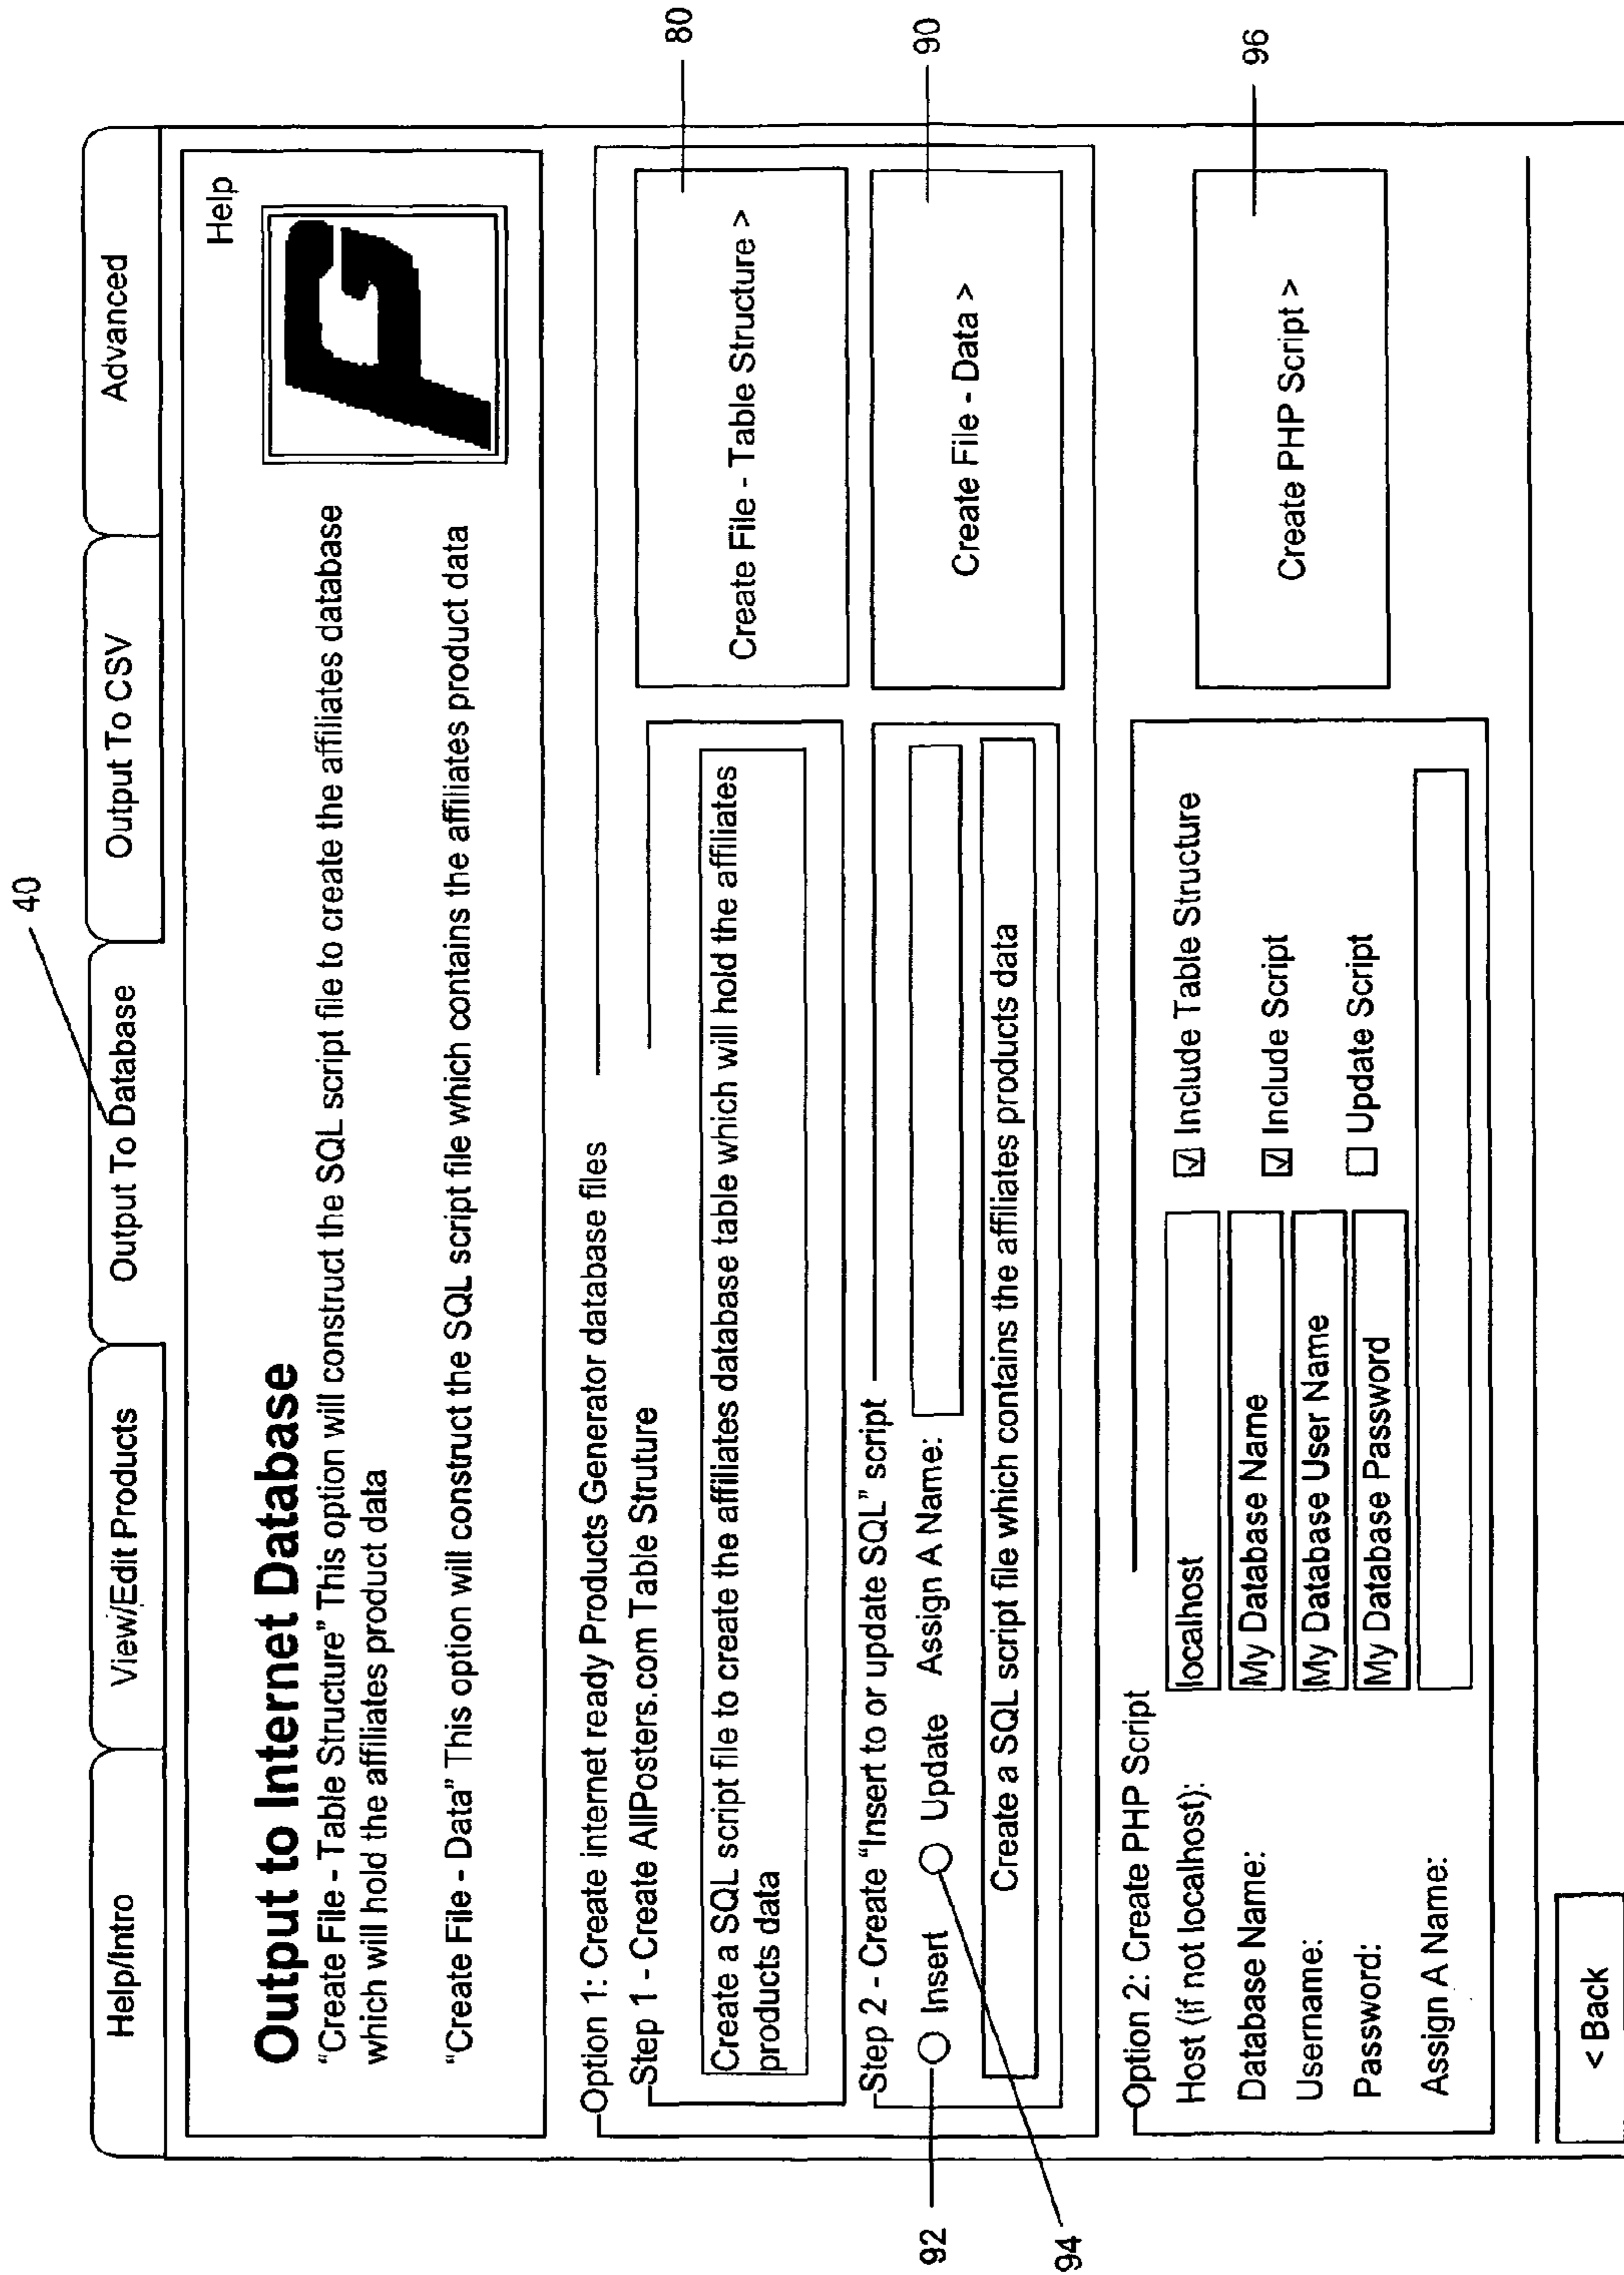 40
Help/Intro
View/Edit Products
Output To Database
Output To CSV
Advanced
Help
Output to Internet Database
"Create File - Table Structure" This option will construct the SQL script file to create the affiliates database
which will hold the affiliates product data
"Create File - Data" This option will construct the SQL script file which contains the affiliates product data
PG
Option 1: Create internet ready Products Generator database files
Step 1 - Create AllPosters.com Table Struture
Create a SQL script file to create the affiliates database table which will hold the affiliates
products data
Create File - Table Structure >
80
Step 2 - Create "Insert to or update SQL" script
92
Insert
94
Update
Assign A Name:
Create a SQL script file which contains the affiliates products data
Create File - Data >
90
Option 2: Create PHP Script
Host (if not localhost):
localhost
Include Table Structure
Database Name:
My Database Name
Include Script
Username:
My Database User Name
Password:
My Database Password
Update Script
Assign A Name:
Create PHP Script >
96
< Back